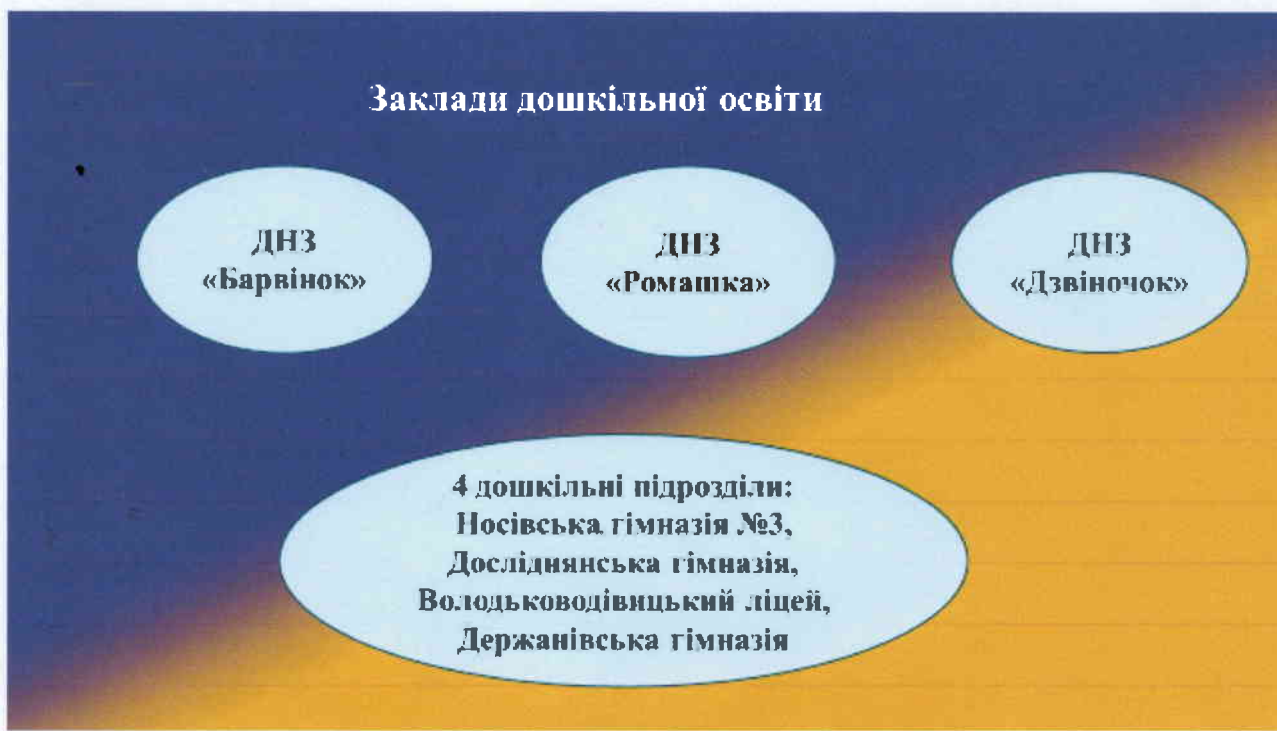 Заклади дошкільної освіти
ДНЗ
«Барвінок»
ДНЗ
«Ромашка»
ДНЗ
«Дзвіночок»
4 дошкільні підрозділи:
Носівська гімназія №3,
Дослідянська гімназія,
Володьководівицький ліцей,
Держанівська гімназія